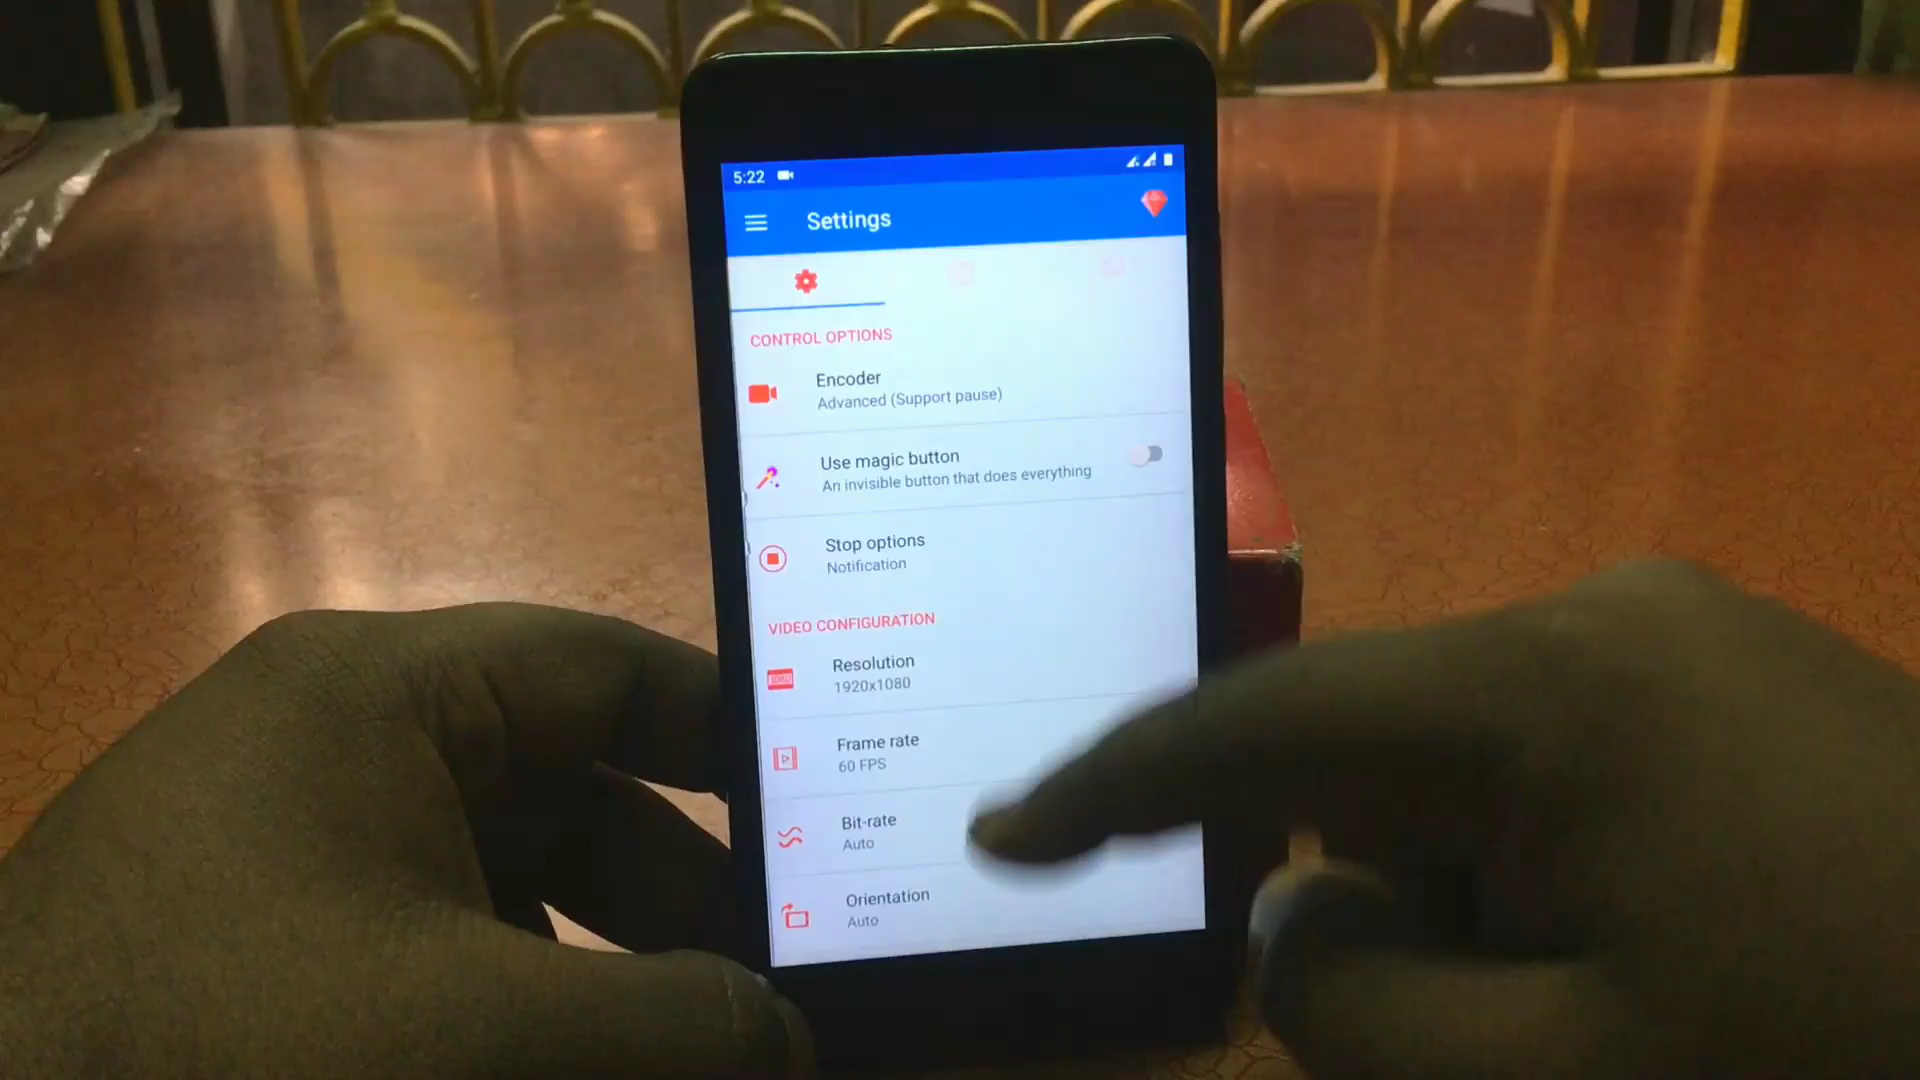 5:22
Settings
CONTROL OPTIONS
Encoder
Advanced (Support pause)
Use magic button
An invisible button that does everything
Stop options
Notification
VIDEO CONFIGURATION
Resolution
1920x1080
Frame rate
60 FPS
Bit-rate
Auto
Orientation
Auto